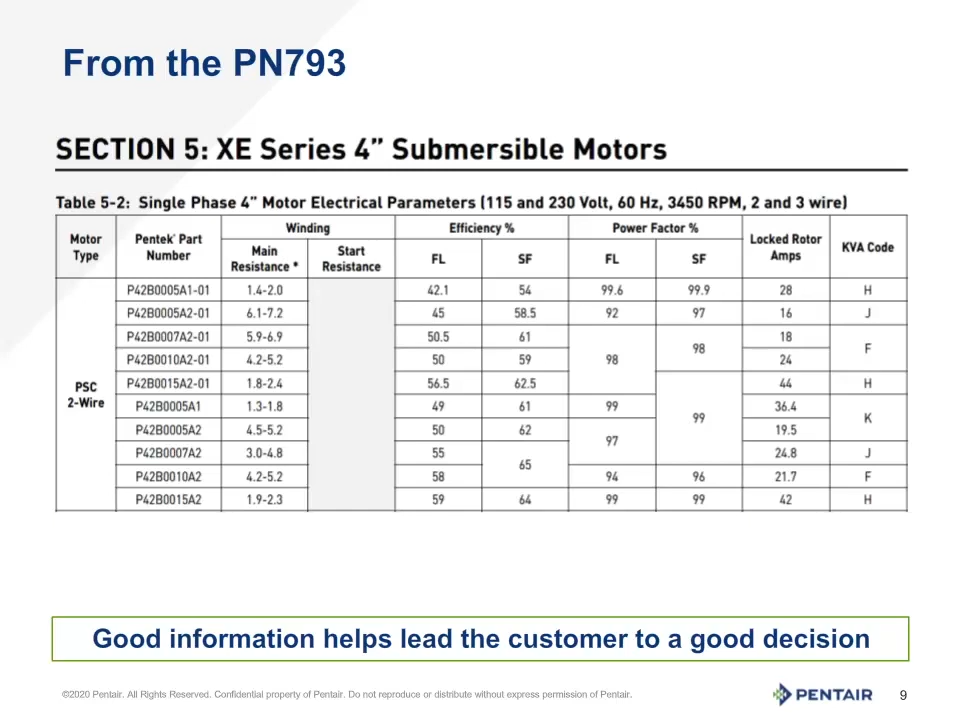 From the PN793
SECTION 5: XE Series 4” Submersible Motors
Table 5-2: Single Phase 4” Motor Electrical Parameters (115 and 230 Volt, 60 Hz, 3450 RPM, 2 and 3 wire)
Motor Type Pentek® Part Number Winding Efficiency % Power Factor % Locked Rotor Amps KVA Code
Main Resistance * Start Resistance FL SF FL SF
PSC 2-Wire
P42B0005A1-01 1.4-2.0 42.1 54 99.6 99.9 28 H
P42B0005A2-01 6.1-7.2 45 58.5 92 97 16 J
P42B0007A2-01 5.9-6.9 50.5 61 98 98 18 F
P42B0010A2-01 4.2-5.2 50 59 24
P42B0015A2-01 1.8-2.4 56.5 62.5 99 44 H
P42B0005A1 1.3-1.8 49 61 99 36.4 K
P42B0005A2 4.5-5.2 50 62 97 19.5
P42B0007A2 3.0-4.8 55 65 24.8 J
P42B0010A2 4.2-5.2 58 94 96 21.7 F
P42B0015A2 1.9-2.3 59 64 99 99 42 H
Good information helps lead the customer to a good decision
©2020 Pentair. All Rights Reserved. Confidential property of Pentair. Do not reproduce or distribute without express permission of Pentair.
PENTAIR 9